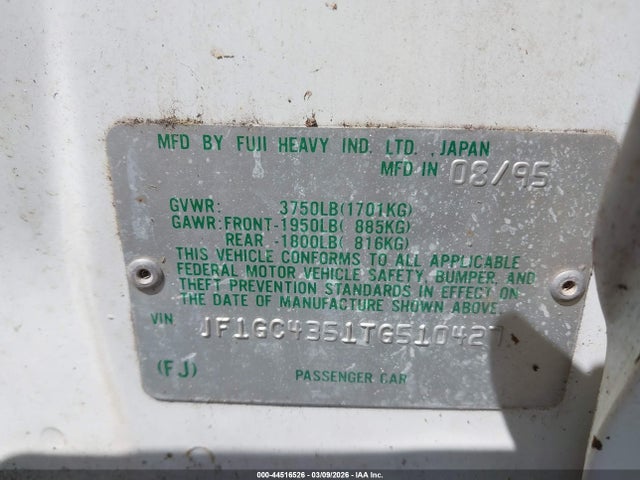 MFD BY FUJI HEAVY IND. LTD. , JAPAN
MFD IN 08/95
GVWR: 3750LB(1701KG)
GAWR:FRONT-1950LB( 885KG)
REAR -1800LB( 816KG)
THIS VEHICLE CONFORMS TO ALL APPLICABLE
FEDERAL MOTOR VEHICLE SAFETY, BUMPER, AND
THEFT PREVENTION STANDARDS IN EFFECT ON
THE DATE OF MANUFACTURE SHOWN ABOVE.
VIN JF1GC4351TG510427
(FJ) PASSENGER CAR
000-44516526 - 03/09/2026 - IAA Inc.